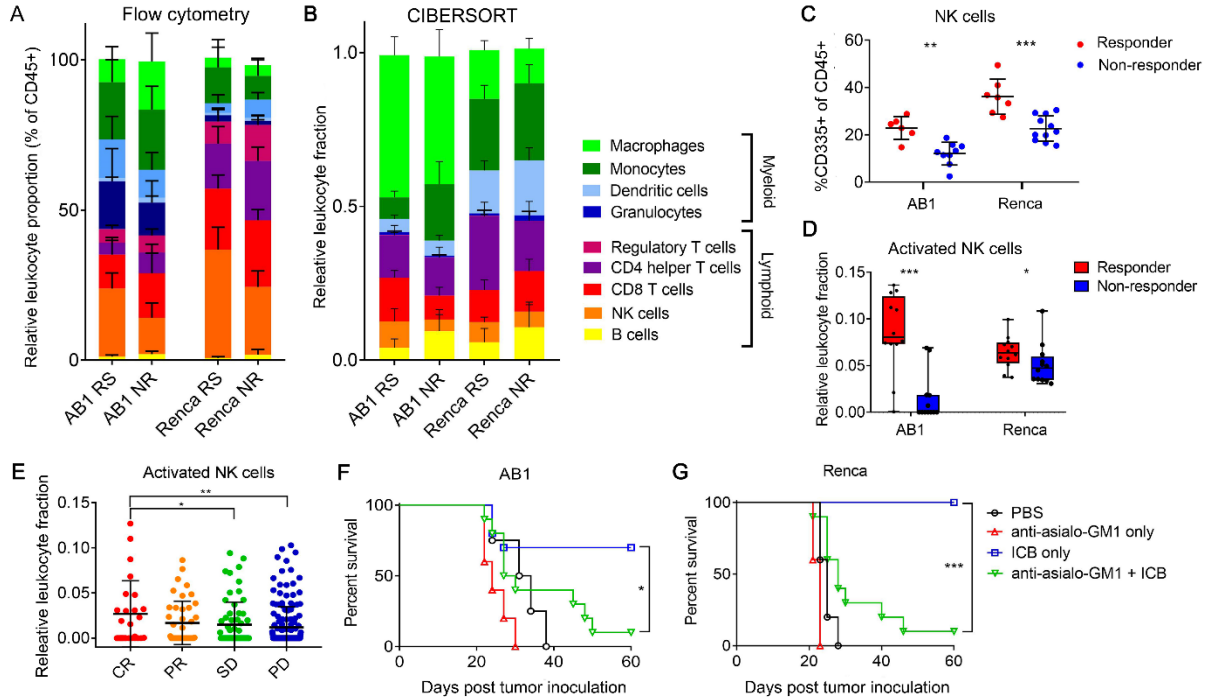 A
Flow cytometry
Relative leukocyte proportion (% of CD45+)
100
50
0
AB1 RS
AB1 NR
Renca RS
Renca NR
B
CIBERSORT
Releative leukocyte fraction
1.0
0.5
0.0
AB1 RS
AB1 NR
Renca RS
Renca NR
Macrophages
Monocytes
Dendritic cells
Granulocytes
Myeloid
Regulatory T cells
CD4 helper T cells
CD8 T cells
NK cells
B cells
Lymphoid
C
NK cells
%CD335+ of CD45+
60
40
20
0
**
***
AB1
Renca
Responder
Non-responder
D
Activated NK cells
Relative leukocyte fraction
0.15
0.10
0.05
0.00
***
*
AB1
Renca
Responder
Non-responder
E
Activated NK cells
Relative leukocyte fraction
0.15
0.10
0.05
0.00
**
*
CR
PR
SD
PD
F
AB1
Percent survival
100
50
0
0
20
40
60
*
Days post tumor inoculation
G
Renca
Percent survival
100
50
0
0
20
40
60
***
Days post tumor inoculation
PBS
anti-asialo-GM1 only
ICB only
anti-asialo-GM1 + ICB